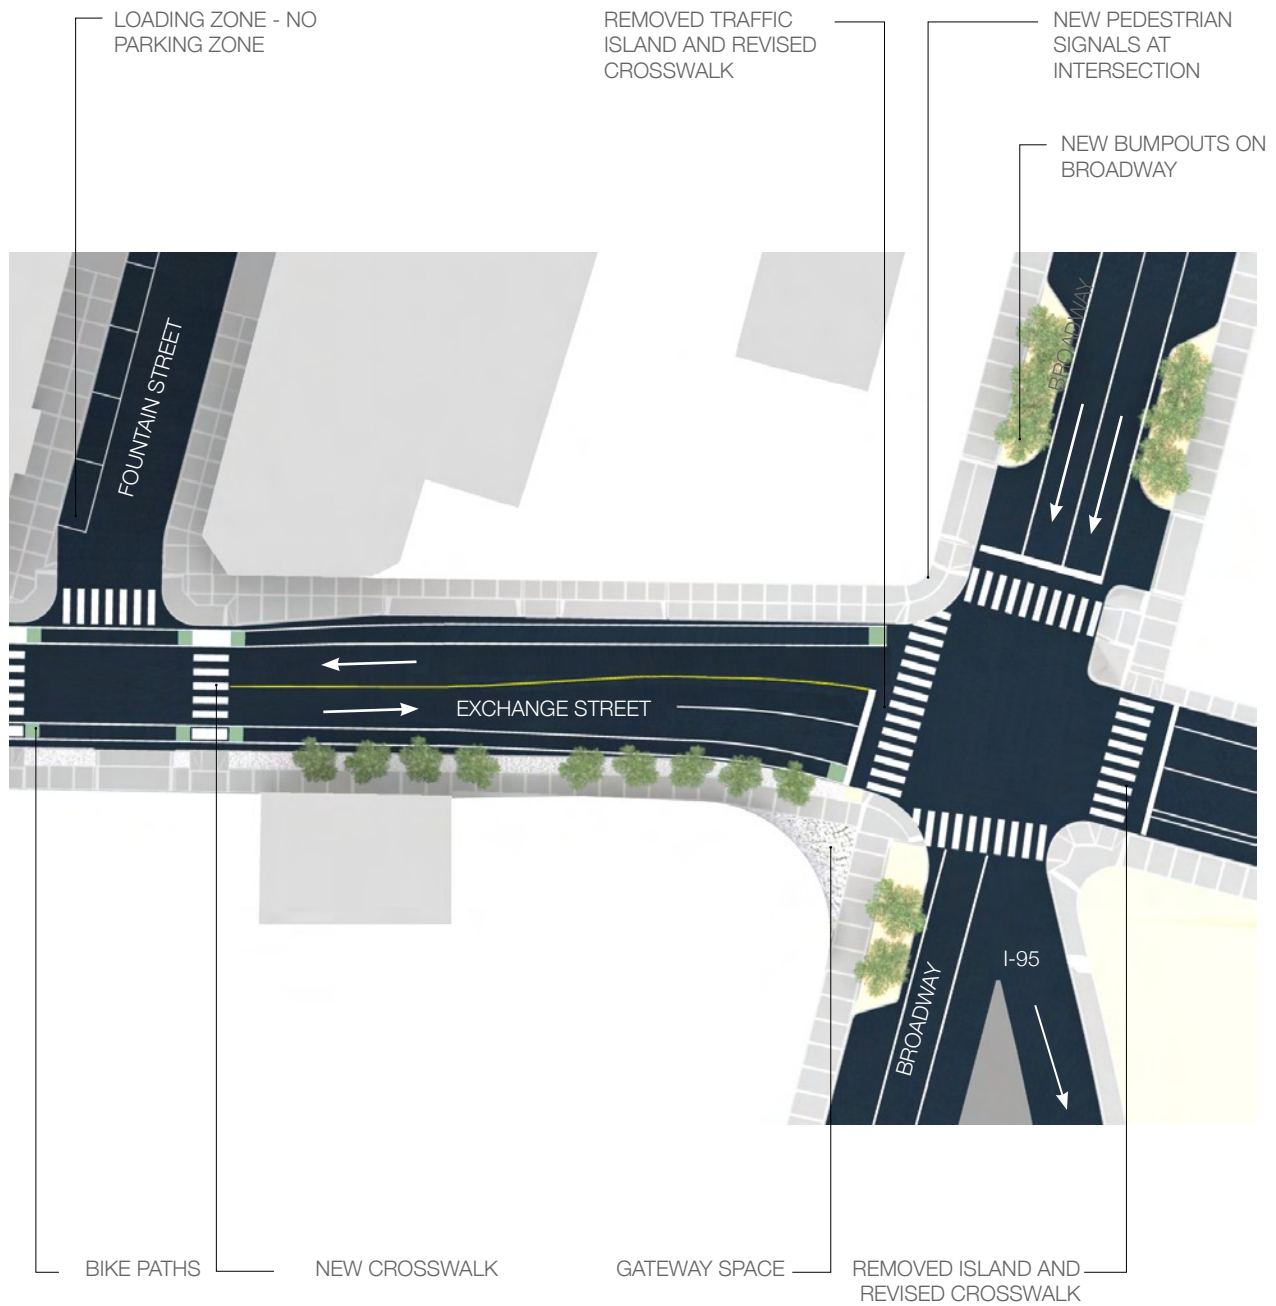 LOADING ZONE - NO
PARKING ZONE
REMOVED TRAFFIC
ISLAND AND REVISED
CROSSWALK
NEW PEDESTRIAN
SIGNALS AT
INTERSECTION
NEW BUMPOUTS ON
BROADWAY
BROADWAY
FOUNTAIN STREET
EXCHANGE STREET
I-95
BROADWAY
BIKE PATHS
NEW CROSSWALK
GATEWAY SPACE
REMOVED ISLAND AND
REVISED CROSSWALK